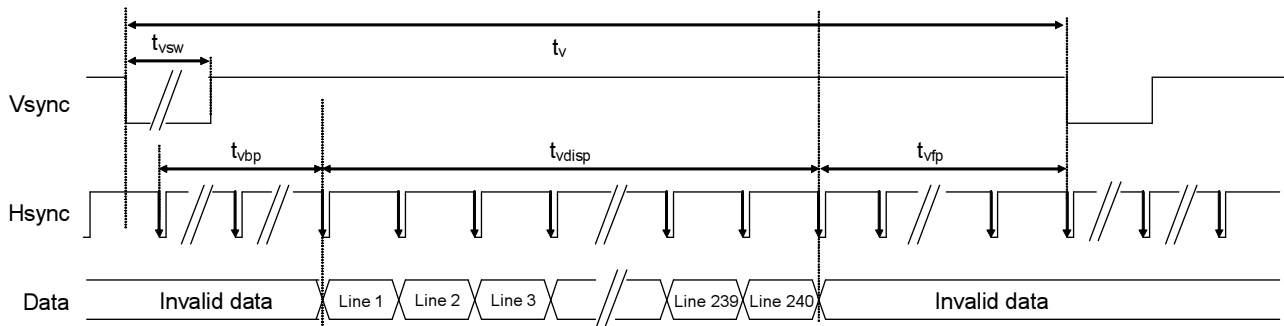 tvsw
tv
Vsync
tvbp
tvdisp
tvfp
Hsync
Data
Invalid data
Line 1
Line 2
Line 3
Line 239
Line 240
Invalid data